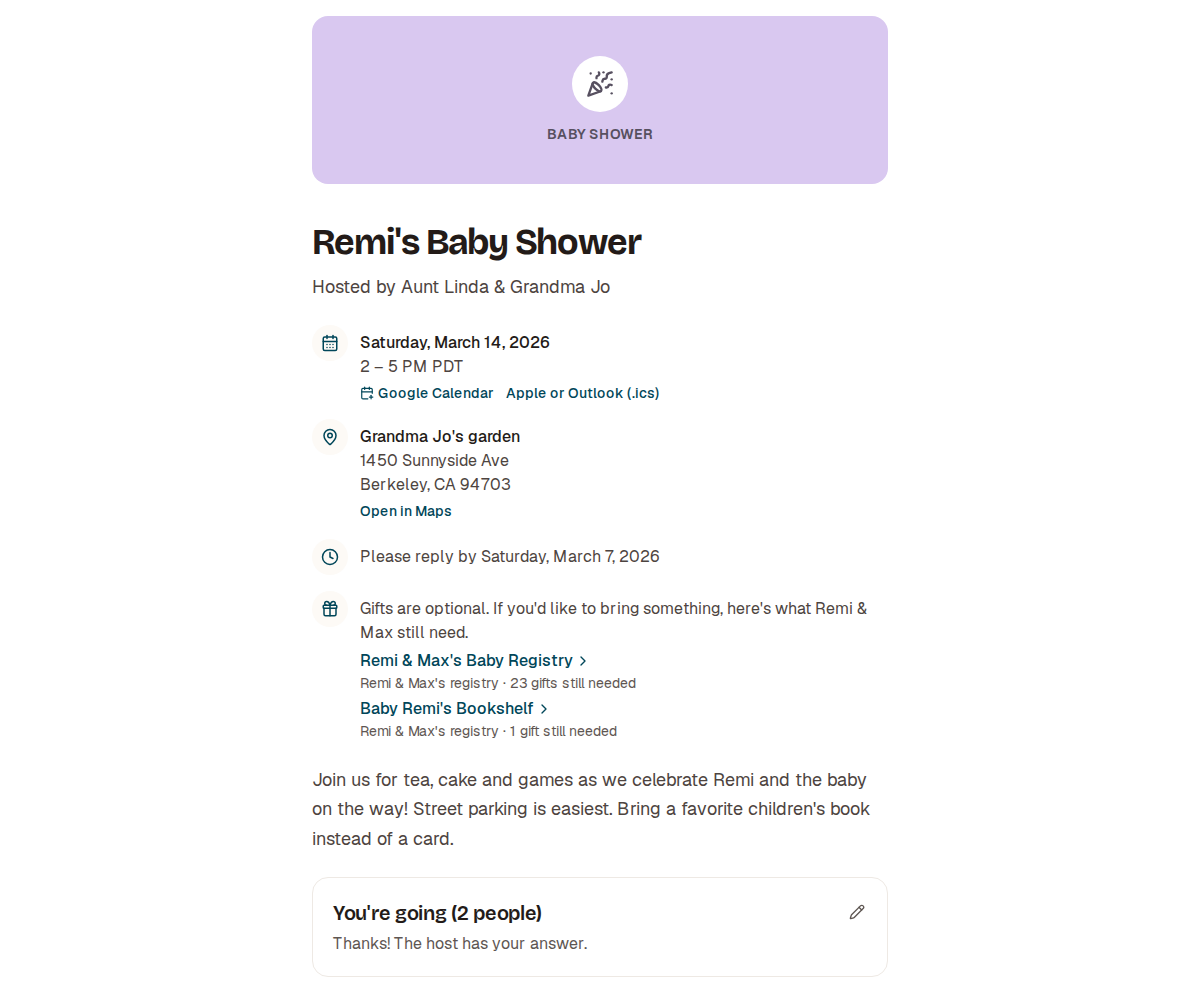 BABY SHOWER
Remi's Baby Shower
Hosted by Aunt Linda & Grandma Jo
Saturday, March 14, 2026
2 – 5 PM PDT
Google Calendar Apple or Outlook (.ics)
Grandma Jo's garden
1450 Sunnyside Ave
Berkeley, CA 94703
Open in Maps
Please reply by Saturday, March 7, 2026
Gifts are optional. If you'd like to bring something, here's what Remi &
Max still need.
Remi & Max's Baby Registry
Remi & Max's registry · 23 gifts still needed
Baby Remi's Bookshelf
Remi & Max's registry · 1 gift still needed
Join us for tea, cake and games as we celebrate Remi and the baby
on the way! Street parking is easiest. Bring a favorite children's book
instead of a card.
You're going (2 people)
Thanks! The host has your answer.